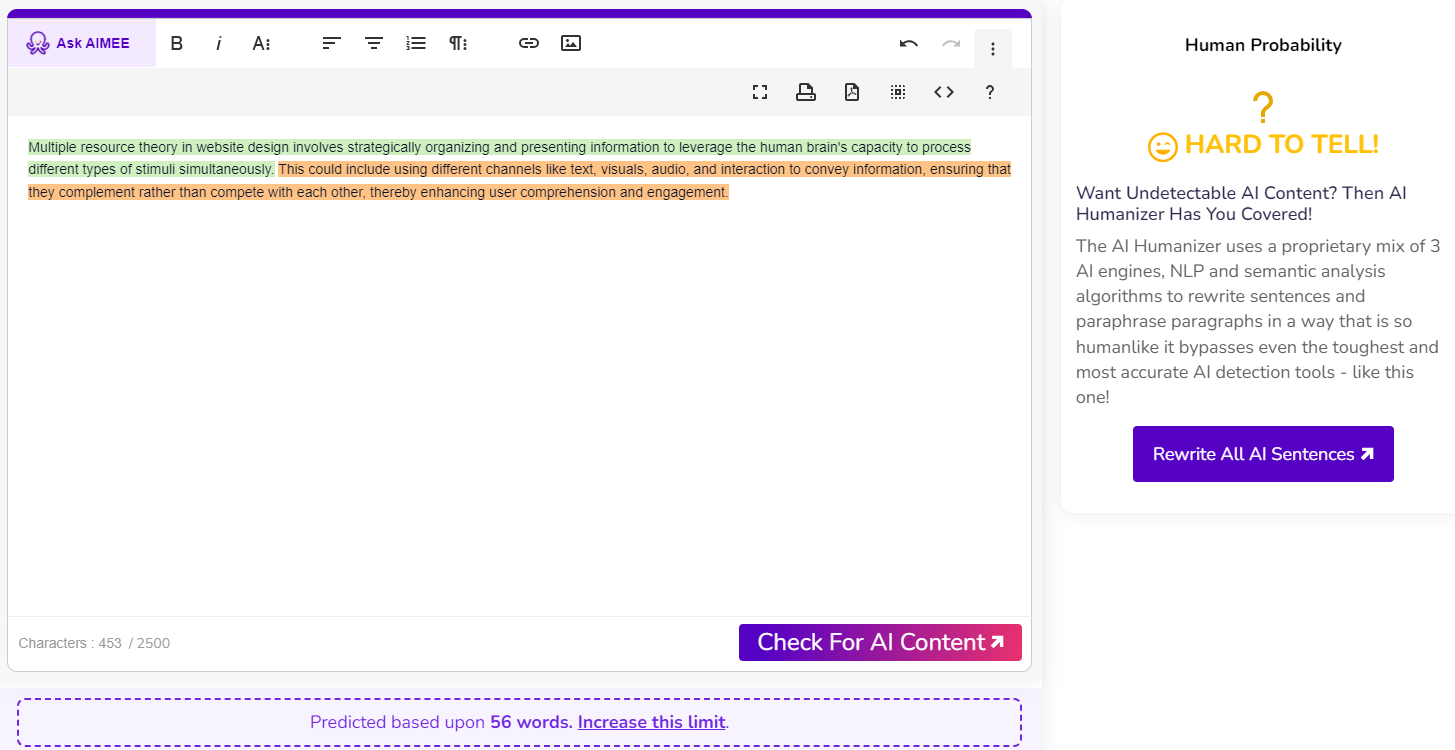 Ask AIMEE
B
i
A
?
Multiple resource theory in website design involves strategically organizing and presenting information to leverage the human brain's capacity to process
different types of stimuli simultaneously. This could include using different channels like text, visuals, audio, and interaction to convey information, ensuring that
they complement rather than compete with each other, thereby enhancing user comprehension and engagement.
Characters : 453 / 2500
Check For AI Content
Predicted based upon 56 words. Increase this limit.
Human Probability
?
HARD TO TELL!
Want Undetectable AI Content? Then AI
Humanizer Has You Covered!
The AI Humanizer uses a proprietary mix of 3
AI engines, NLP and semantic analysis
algorithms to rewrite sentences and
paraphrase paragraphs in a way that is so
humanlike it bypasses even the toughest and
most accurate AI detection tools - like this
one!
Rewrite All AI Sentences